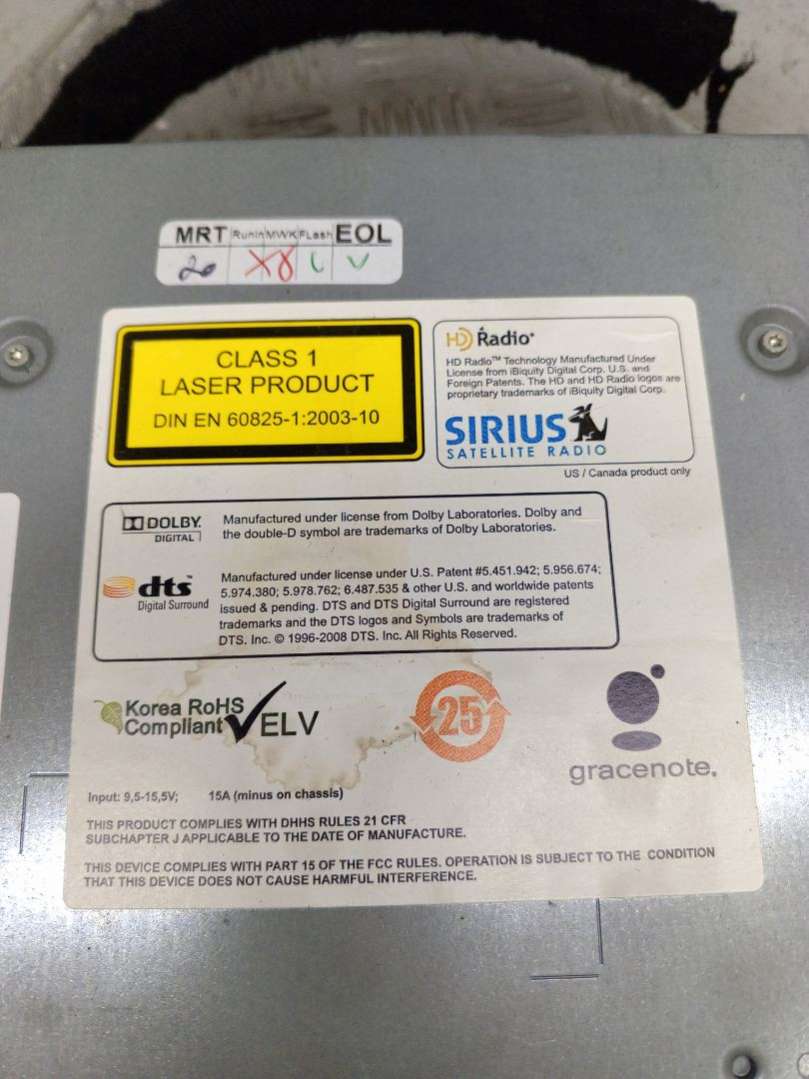 MRT RunIn MWK FLash EOL
20
CLASS 1
LASER PRODUCT
DIN EN 60825-1:2003-10
HD Radio
HD Radio™ Technology Manufactured Under
License from iBiquity Digital Corp. U.S. and
Foreign Patents. The HD and HD Radio logos are
proprietary trademarks of iBiquity Digital Corp.
SIRIUS
SATELLITE RADIO
US / Canada product only
DOLBY
DIGITAL
Manufactured under license from Dolby Laboratories. Dolby and
the double-D symbol are trademarks of Dolby Laboratories.
dts
Digital Surround
Manufactured under license under U.S. Patent #5.451.942; 5.956.674;
5.974.380; 5.978.762; 6.487.535 & other U.S. and worldwide patents
issued & pending. DTS and DTS Digital Surround are registered
trademarks and the DTS logos and Symbols are trademarks of
DTS. Inc. © 1996-2008 DTS. Inc. All Rights Reserved.
Korea RoHS
Compliant
ELV
25
gracenote.
Input: 9,5-15,5V; 15A (minus on chassis)
THIS PRODUCT COMPLIES WITH DHHS RULES 21 CFR
SUBCHAPTER J APPLICABLE TO THE DATE OF MANUFACTURE.
THIS DEVICE COMPLIES WITH PART 15 OF THE FCC RULES. OPERATION IS SUBJECT TO THE CONDITION
THAT THIS DEVICE DOES NOT CAUSE HARMFUL INTERFERENCE.